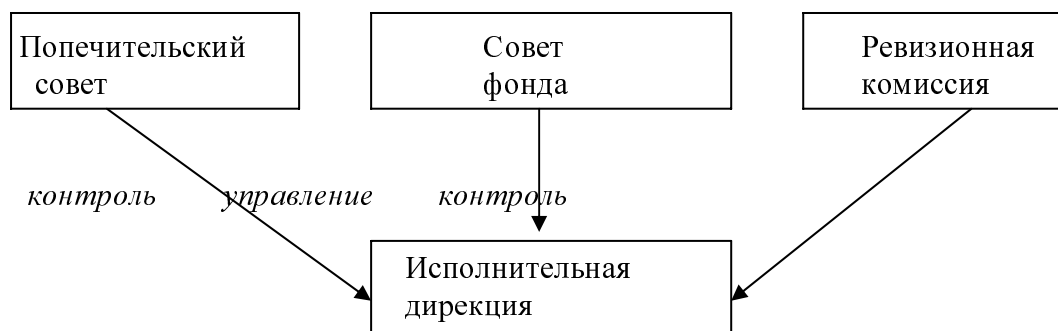 Попечительский
совет
Совет
фонда
Ревизионная
комиссия
контроль управление контроль
Исполнительная
дирекция